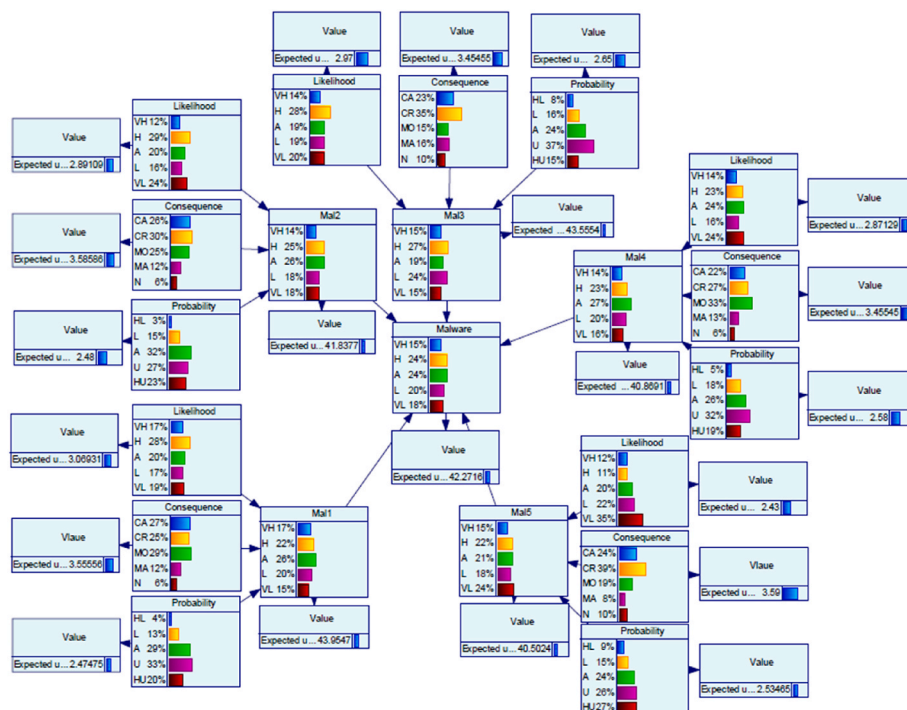 Value
Expected u... 2.97
Value
Expected u...3.45455
Value
Expected u... 2.65
Likelihood
VH 14%
H 28%
A 19%
L 19%
VL 20%
Consequence
CA 23%
CR 35%
MO 15%
MA 16%
N 10%
Probability
HL 8%
L 16%
A 24%
U 37%
HU 15%
Value
Expected u... 2.89109
Likelihood
VH 12%
H 29%
A 20%
L 16%
VL 24%
Value
Expected u...3.58586
Consequence
CA 26%
CR 30%
MO 25%
MA 12%
N 6%
Value
Expected u... 2.48
Probability
HL 3%
L 15%
A 32%
U 27%
HU 23%
Mal2
VH 14%
H 25%
A 26%
L 18%
VL 18%
Value
Expected ... 41.8377
Mal3
VH 15%
H 27%
A 19%
L 24%
VL 15%
Value
Expected ... 43.5554
Mal4
VH 14%
H 23%
A 27%
L 20%
VL 16%
Value
Expected ... 40.8691
Likelihood
VH 14%
H 23%
A 24%
L 16%
VL 24%
Value
Expected u...2.87129
Consequence
CA 22%
CR 27%
MO 33%
MA 13%
N 6%
Value
Expected u...3.45545
Probability
HL 5%
L 18%
A 26%
U 32%
HU 19%
Value
Expected u... 2.58
Malware
VH 15%
H 24%
A 24%
L 20%
VL 18%
Value
Expected ... 42.2716
Value
Expected u...3.06931
Likelihood
VH 17%
H 28%
A 20%
L 17%
VL 19%
Vlaue
Expected u...3.55556
Consequence
CA 27%
CR 25%
MO 29%
MA 12%
N 6%
Value
Expected u...2.47475
Probability
HL 4%
L 13%
A 29%
U 33%
HU 20%
Mal1
VH 17%
H 22%
A 26%
L 20%
VL 15%
Value
Expected ...43.9547
Mal5
VH 15%
H 22%
A 21%
L 18%
VL 24%
Value
Expected ... 40.5024
Likelihood
VH 12%
H 11%
A 20%
L 22%
VL 35%
Value
Expected u... 2.43
Consequence
CA 24%
CR 39%
MO 19%
MA 8%
N 10%
Vlaue
Expected u... 3.59
Probability
HL 9%
L 15%
A 24%
U 26%
HU 27%
Value
Expected u...2.53465